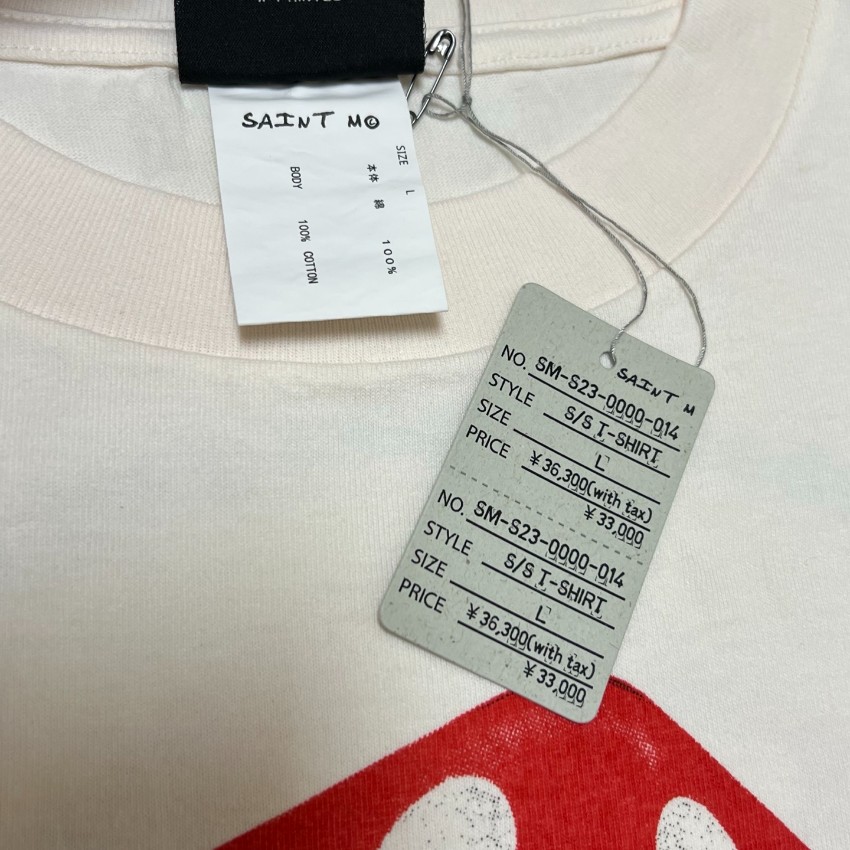 SAINT M©
SIZE L
本体 綿 100%
BODY 100% COTTON
SAINT M
NO. SM-S23-0000-014
STYLE S/S T-SHIRT
SIZE L
PRICE ¥36,300(with tax)
¥33,000
NO. SM-S23-0000-014
STYLE S/S T-SHIRT
SIZE L
PRICE ¥36,300(with tax)
¥33,000